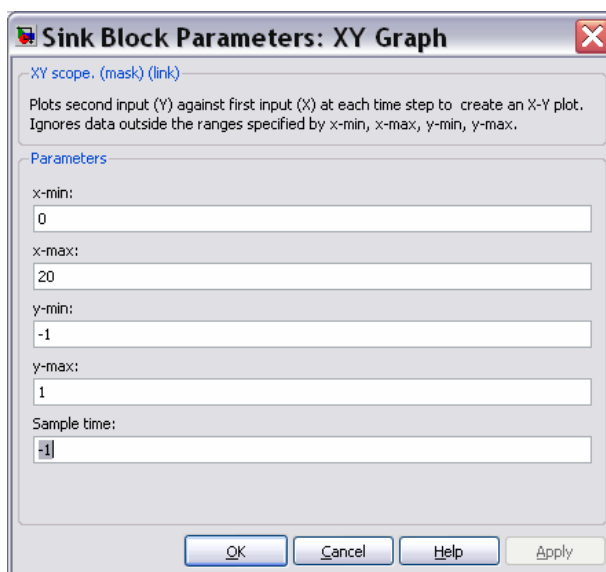 Sink Block Parameters: XY Graph
XY scope. (mask) (link)
Plots second input (Y) against first input (X) at each time step to create an X-Y plot.
Ignores data outside the ranges specified by x-min, x-max, y-min, y-max.
Parameters
x-min:
0
x-max:
20
y-min:
-1
y-max:
1
Sample time:
-1
OK Cancel Help Apply